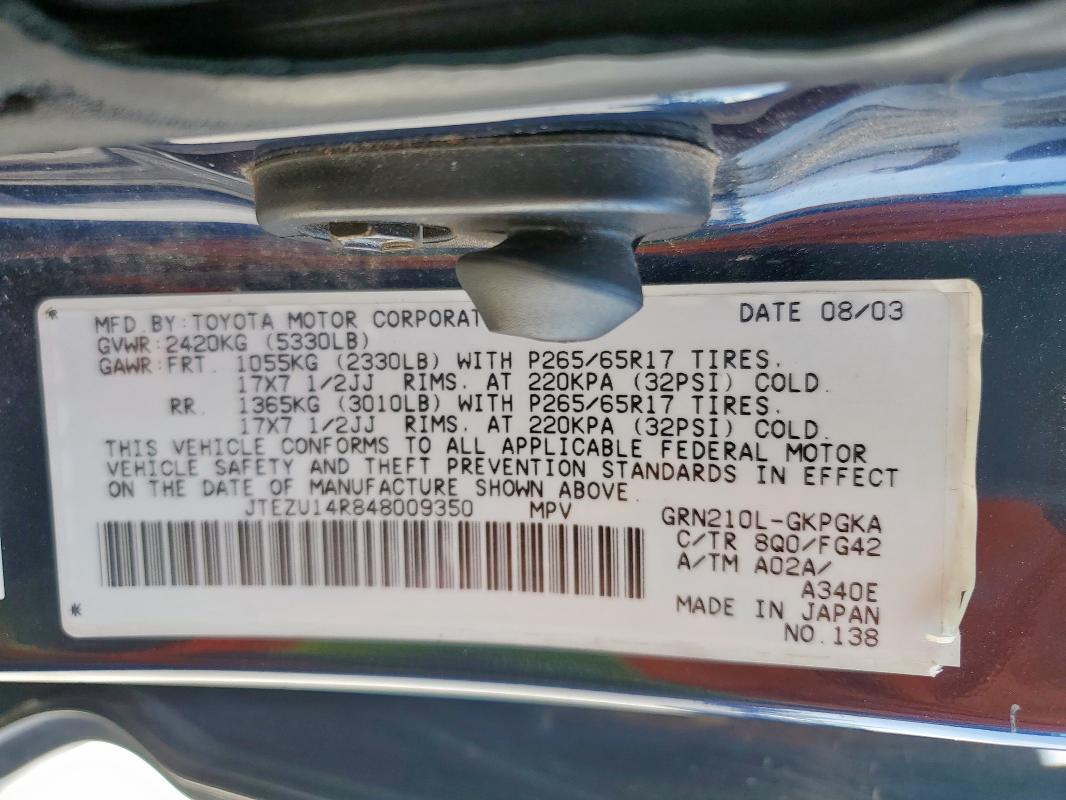 MFD. BY: TOYOTA MOTOR CORPORAT DATE 08/03
GVWR: 2420KG (5330LB)
GAWR: FRT. 1055KG (2330LB) WITH P265/65R17 TIRES.
17X7 1/2JJ RIMS. AT 220KPA (32PSI) COLD.
RR. 1365KG (3010LB) WITH P265/65R17 TIRES.
17X7 1/2JJ RIMS. AT 220KPA (32PSI) COLD.
THIS VEHICLE CONFORMS TO ALL APPLICABLE FEDERAL MOTOR
VEHICLE SAFETY AND THEFT PREVENTION STANDARDS IN EFFECT
ON THE DATE OF MANUFACTURE SHOWN ABOVE.
JTEZU14R848009350 MPV
GRN210L-GKPGKA
C/TR 8Q0/FG42
A/TM A02A/
A340E
MADE IN JAPAN
NO.138